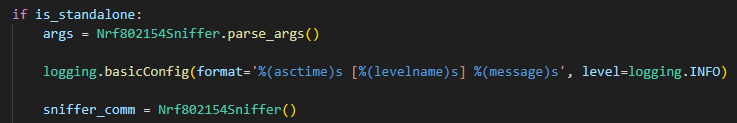 if is_standalone:
    args = Nrf802154Sniffer.parse_args()
    logging.basicConfig(format='%(asctime)s [%(levelname)s] %(message)s', level=logging.INFO)
    sniffer_comm = Nrf802154Sniffer()